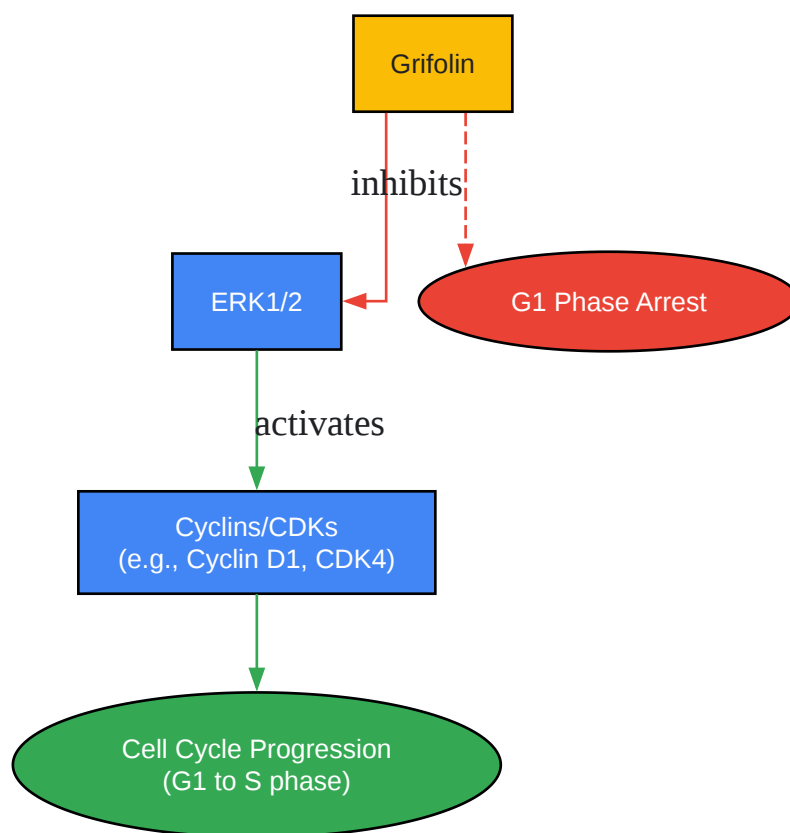 Grifolin
inhibits
ERK1/2
G1 Phase Arrest
activates
Cyclins/CDKs
(e.g., Cyclin D1, CDK4)
Cell Cycle Progression
(G1 to S phase)